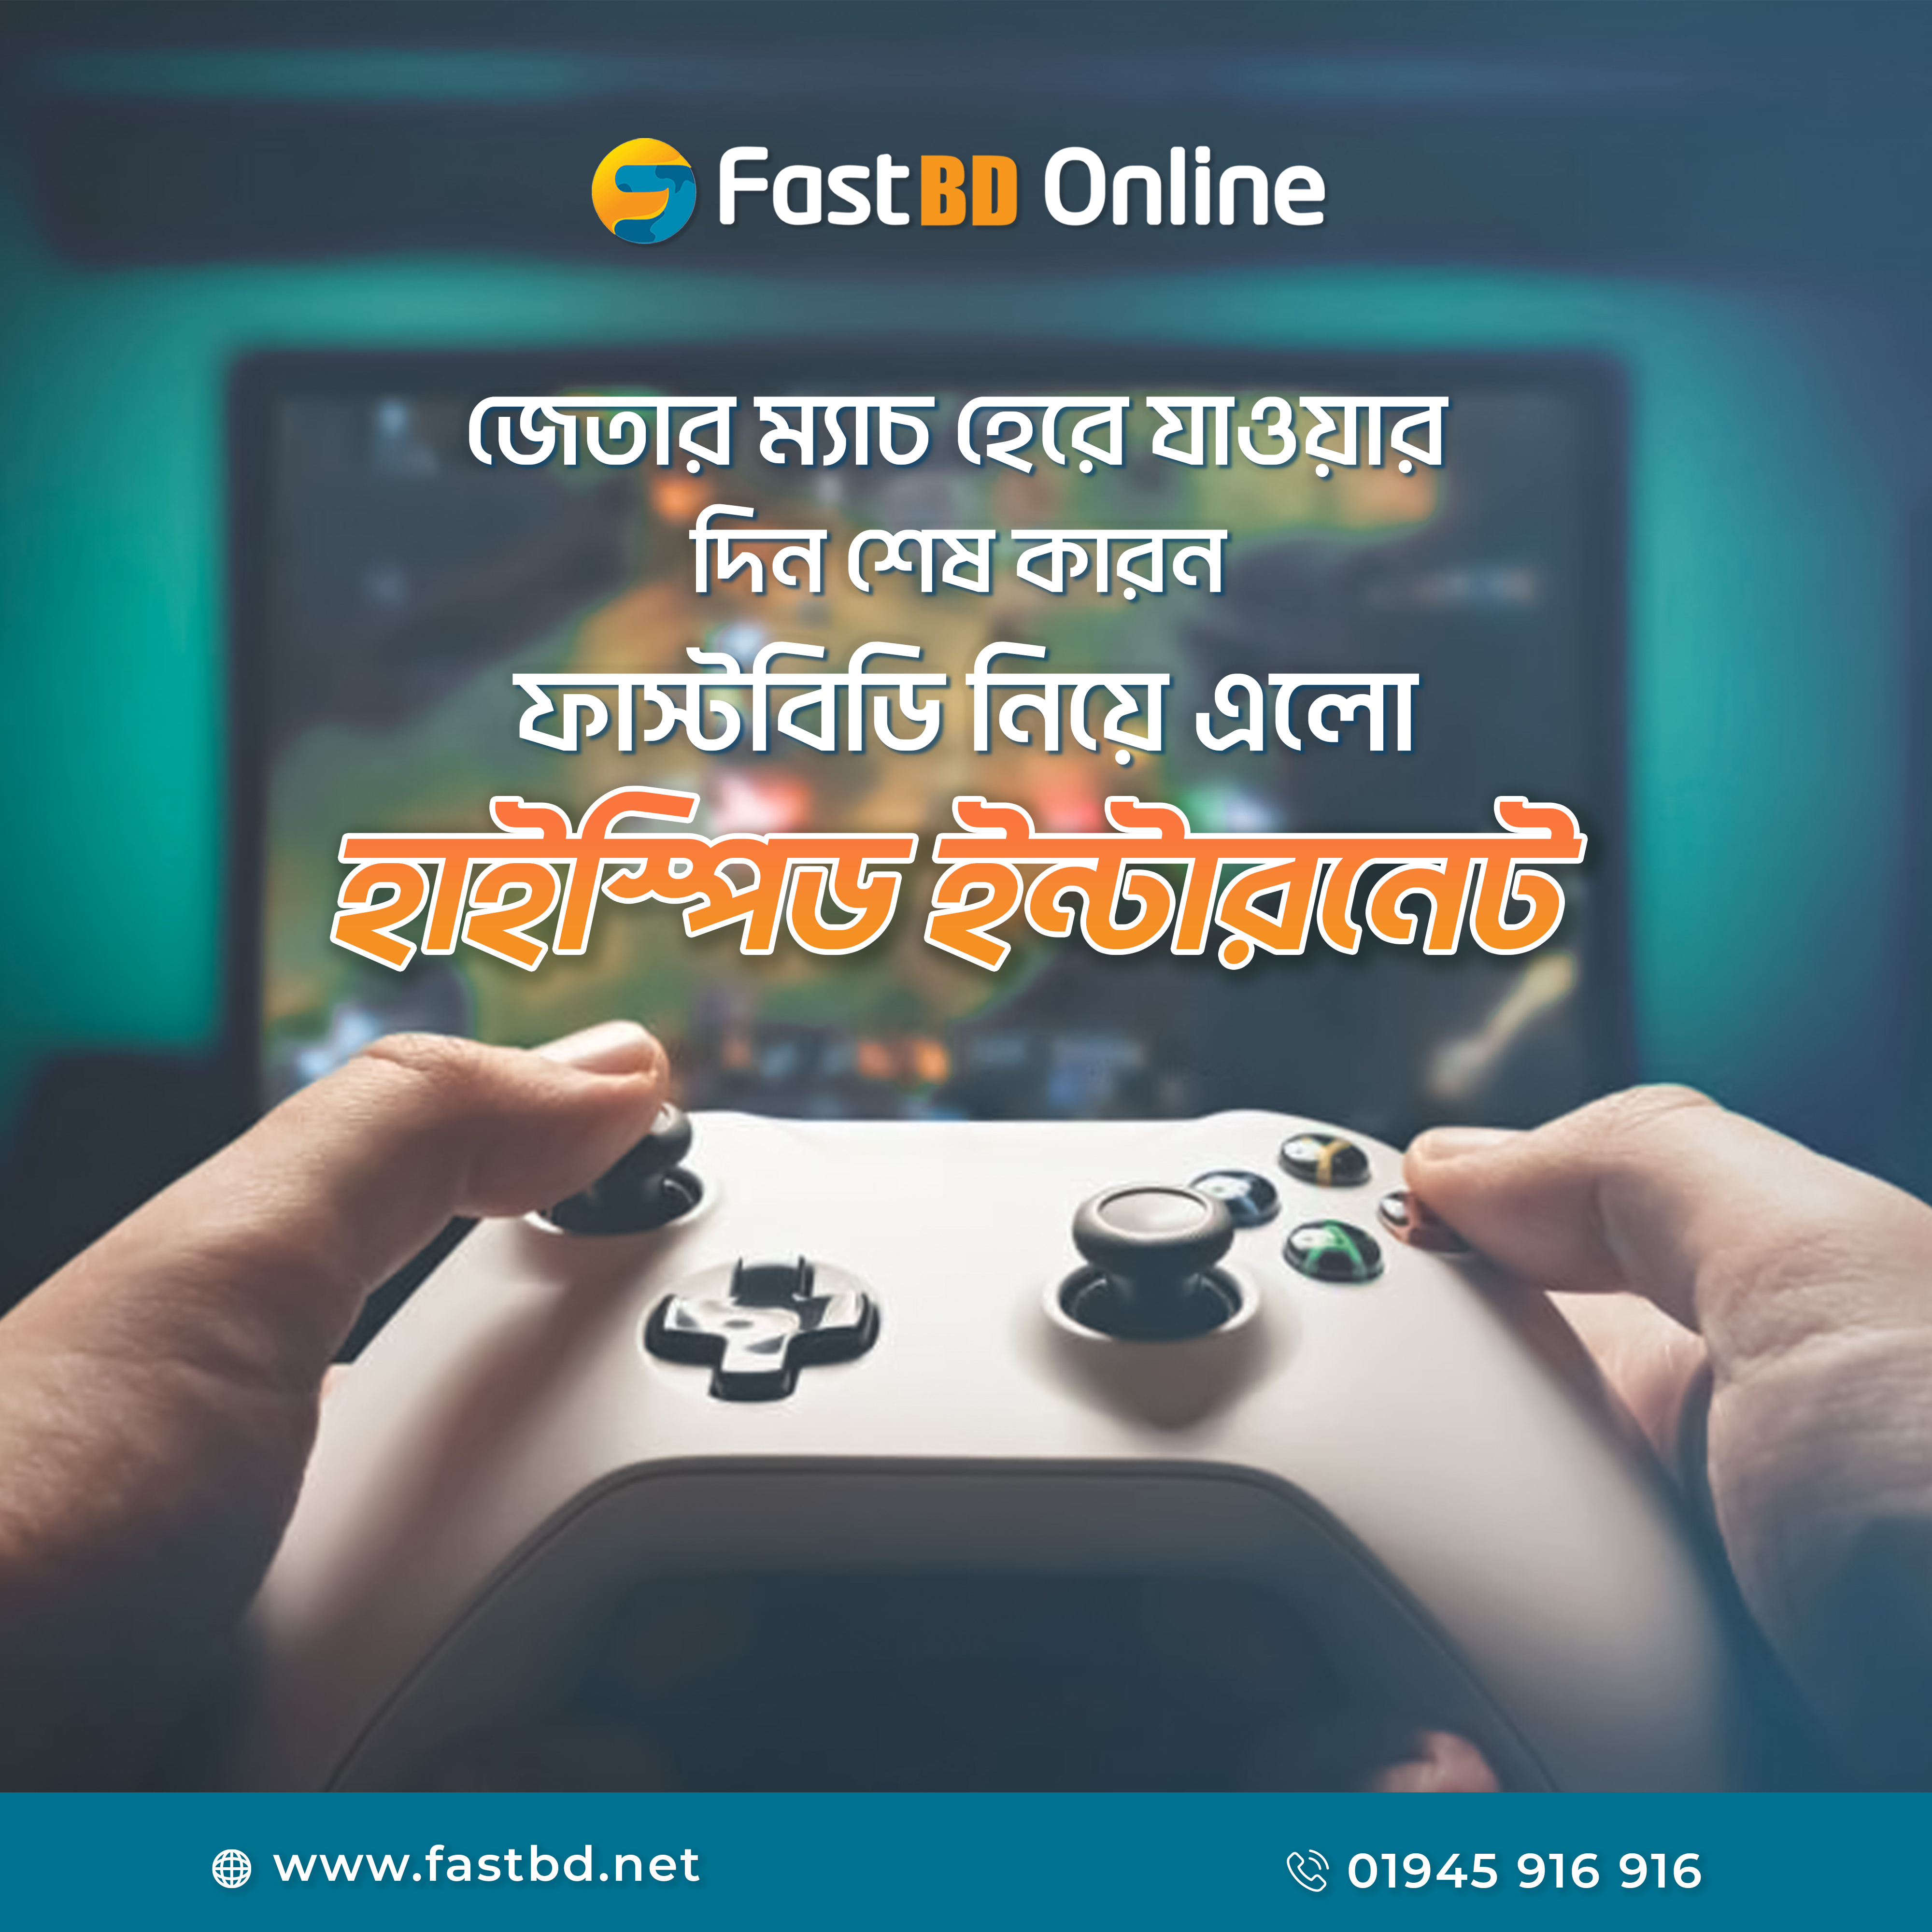 FastBD Online
জেতার ম্যাচ হেরে যাওয়ার
দিন শেষ কারন
ফাস্টবিডি নিয়ে এলো
হাইস্পিড ইন্টারনেট
Y
A
www.fastbd.net
01945 916 916